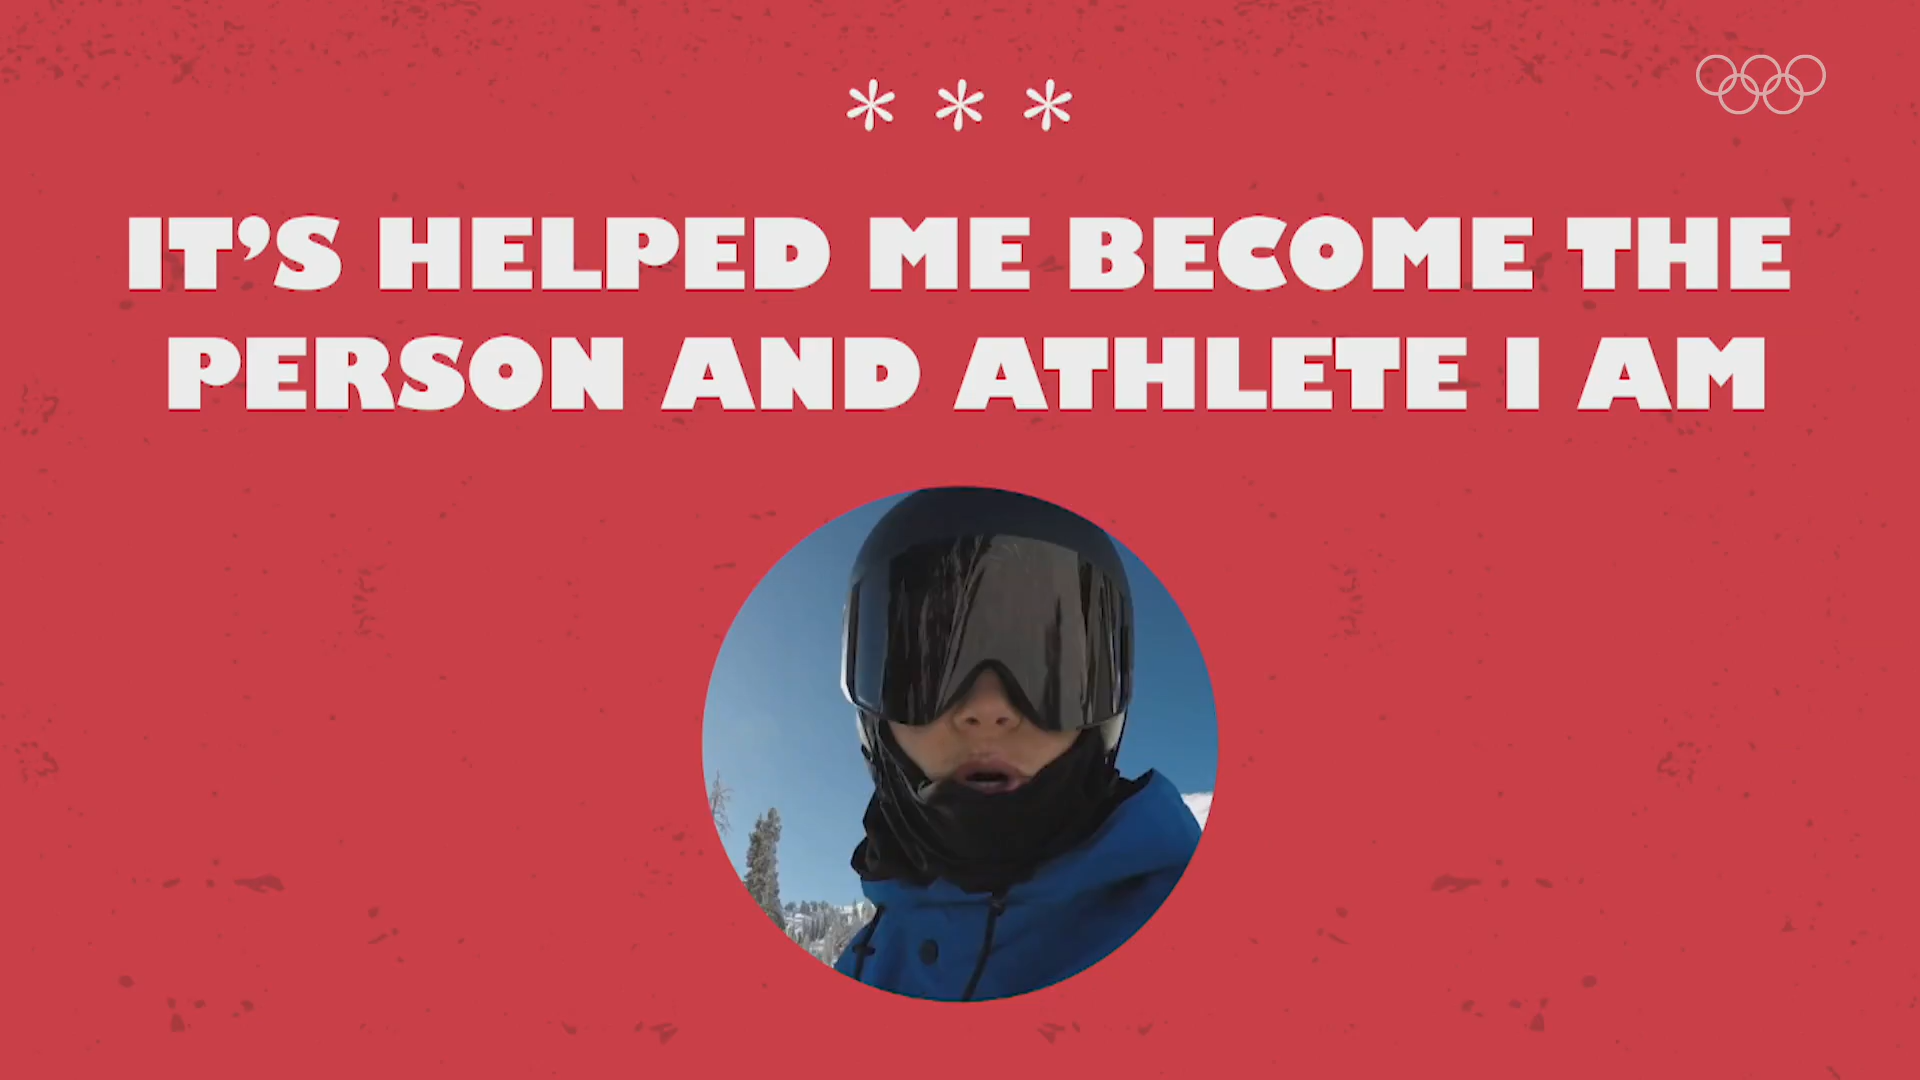 * * *
IT'S HELPED ME BECOME THE
PERSON AND ATHLETE I AM